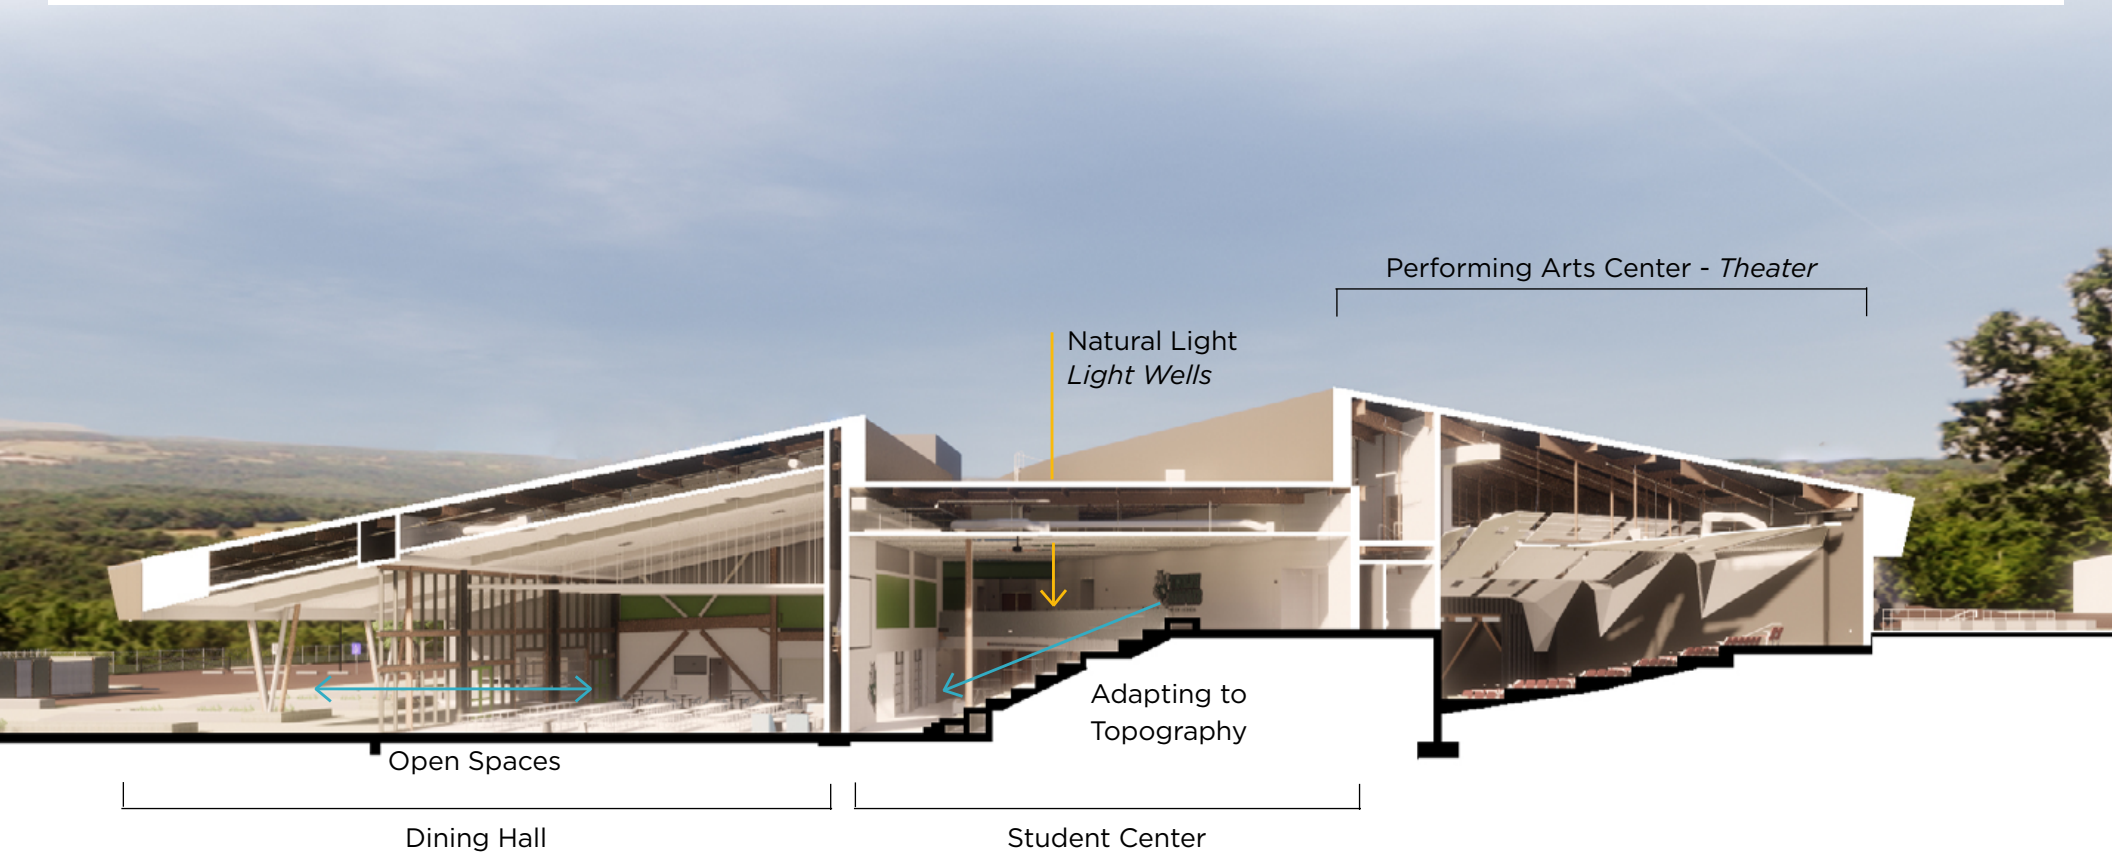 Performing Arts Center - Theater
Natural Light
Light Wells
Adapting to
Topography
Open Spaces
Dining Hall
Student Center